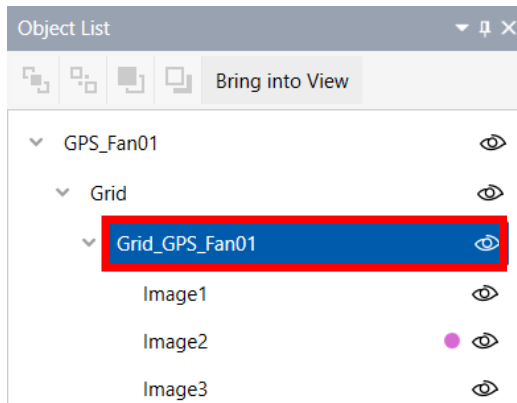 Object List
Bring into View
GPS_Fan01
Grid
Grid_GPS_Fan01
Image1
Image2
Image3